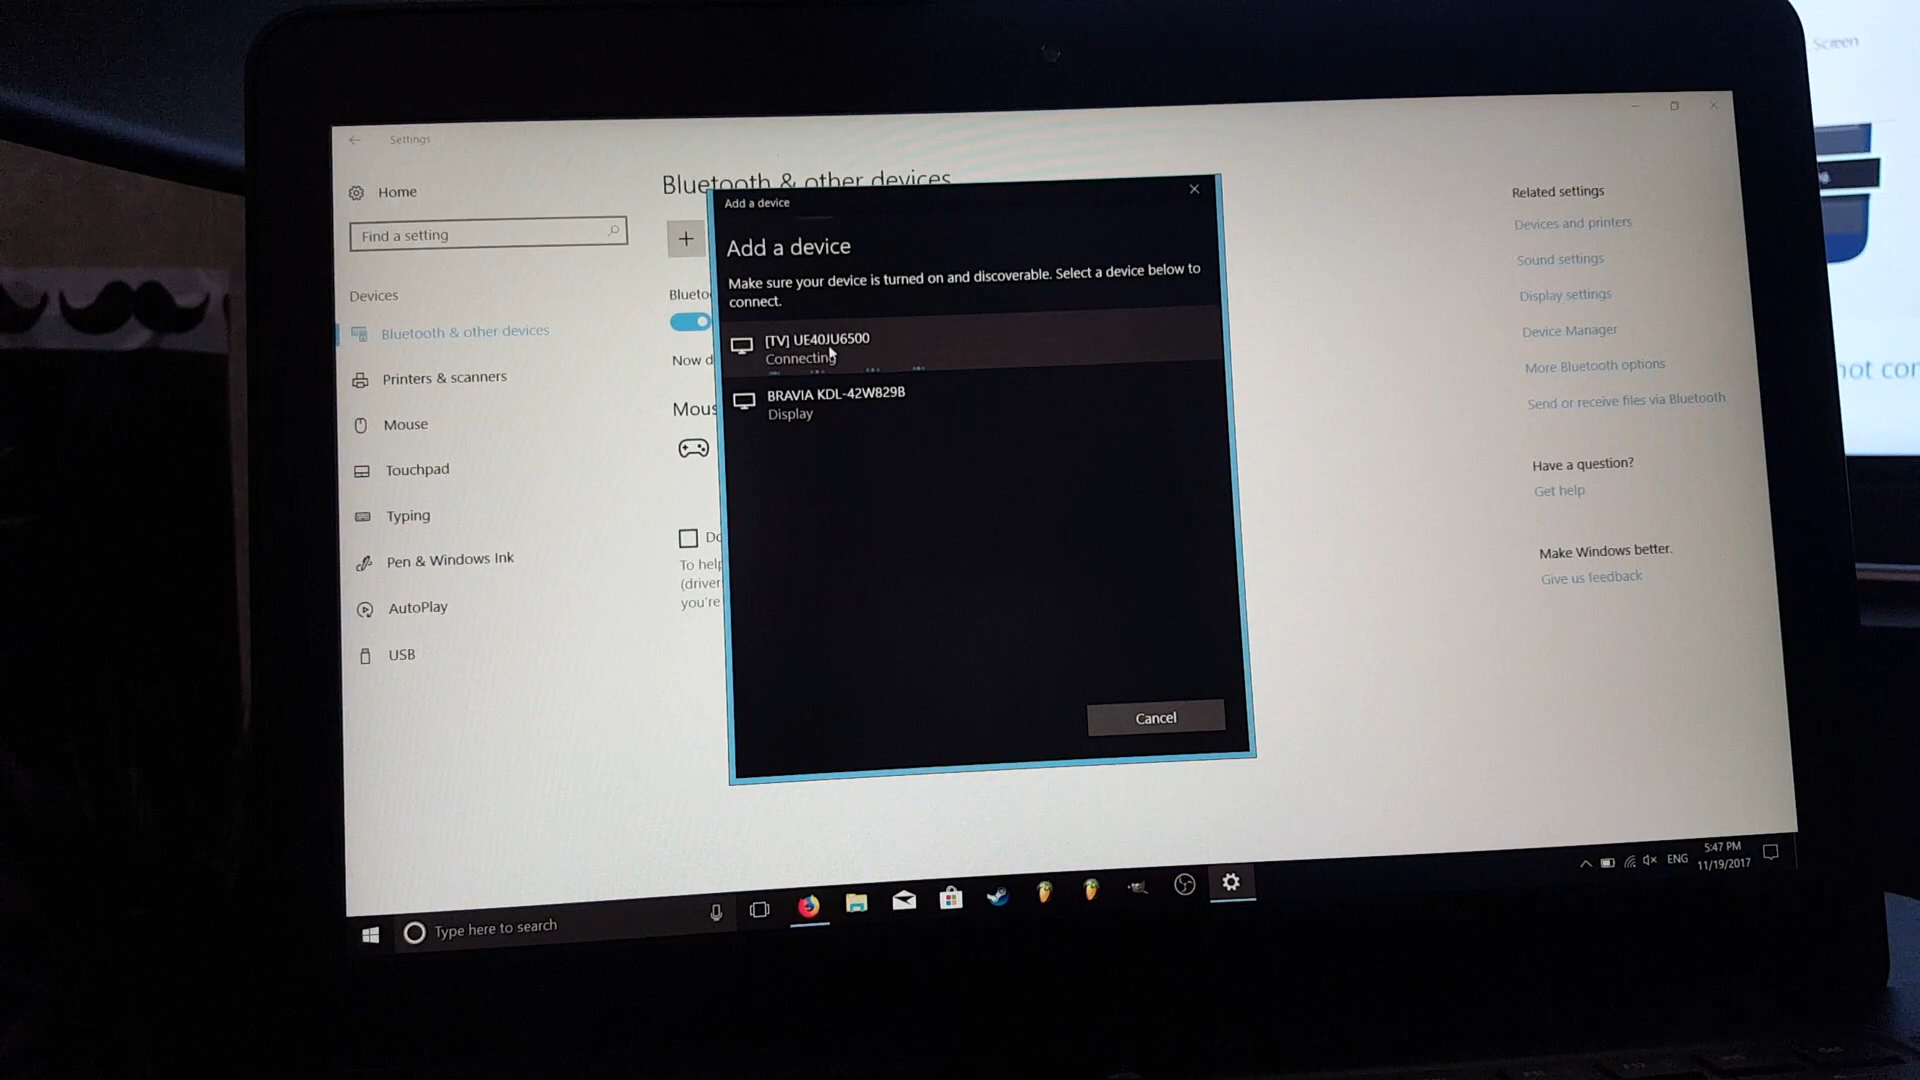 Screen
Settings
Home
Find a setting
Devices
Bluetooth & other devices
Printers & scanners
Mouse
Touchpad
Typing
Pen & Windows Ink
AutoPlay
USB
Bluetooth & other devices
Blueto
Now d
Mous
Do
To help
(driver
you're
Add a device
Add a device
Make sure your device is turned on and discoverable. Select a device below to
connect.
[TV] UE40JU6500
Connecting
BRAVIA KDL-42W829B
Display
Cancel
Related settings
Devices and printers
Sound settings
Display settings
Device Manager
More Bluetooth options
Send or receive files via Bluetooth
Have a question?
Get help
Make Windows better.
Give us feedback
not cor
Type here to search
ENG
5:47 PM
11/19/2017